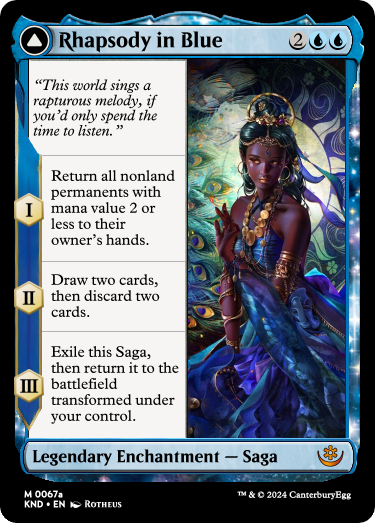 Rhapsody in Blue 2
“This world sings a
rapturous melody, if
you’d only spend the
time to listen.”
I
Return all nonland
permanents with
mana value 2 or
less to their
owner’s hands.
II
Draw two cards,
then discard two
cards.
III
Exile this Saga,
then return it to the
battlefield
transformed under
your control.
Legendary Enchantment — Saga
M 0067a
KND • EN Rotheus
™ & © 2024 CanterburyEgg